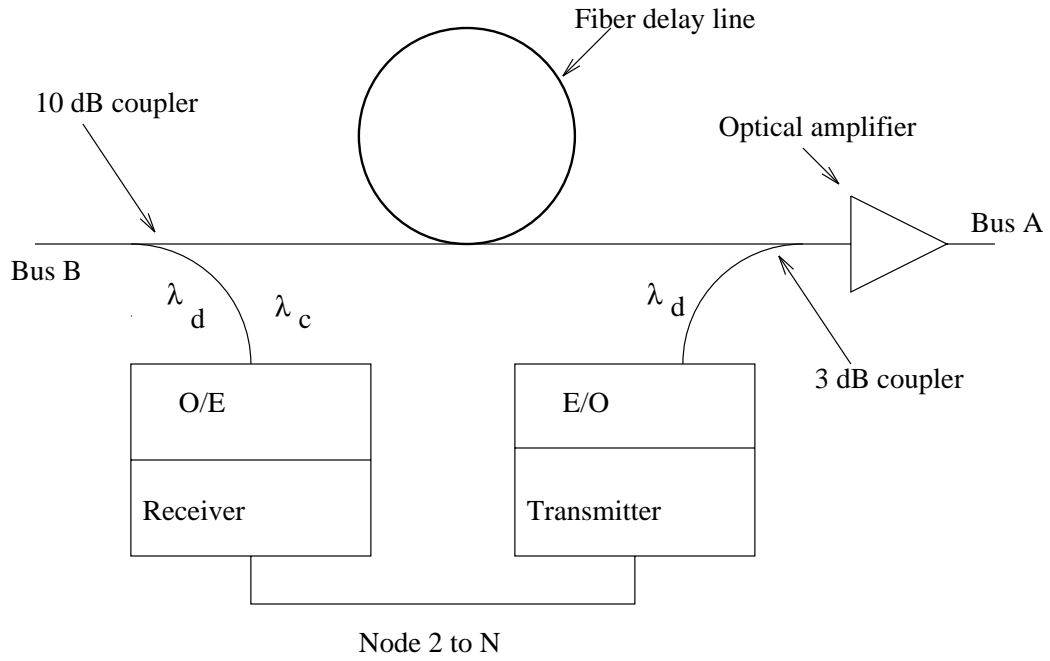 Fiber delay line
10 dB coupler
Optical amplifier
Bus A
Bus B
λ d
λ c
λ d
3 dB coupler
O/E
E/O
Receiver
Transmitter
Node 2 to N